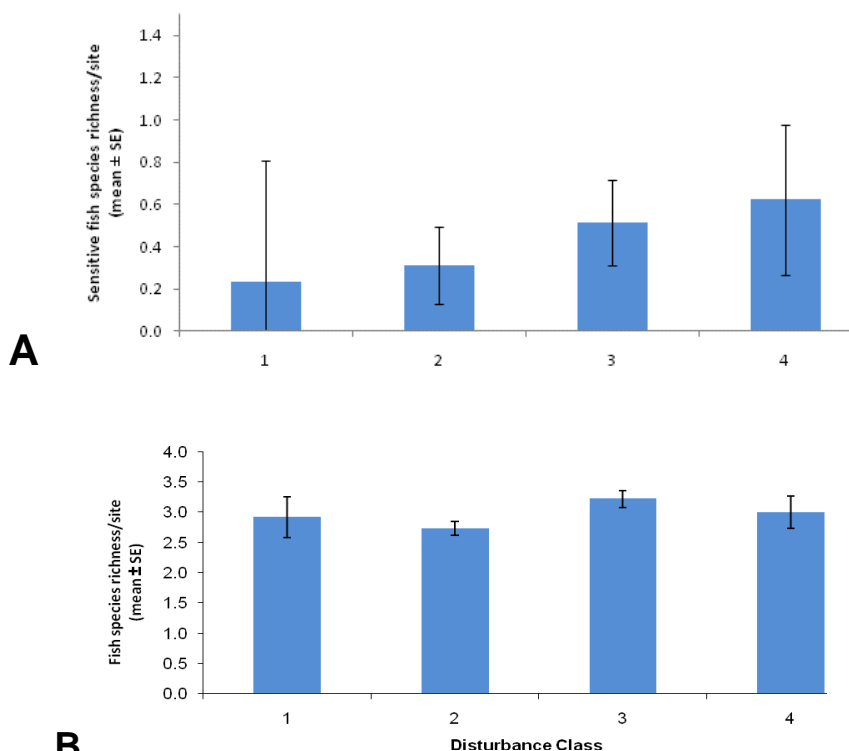 Sensitive fish species richness/site
(mean ± SE)
1.4
1.2
1.0
0.8
0.6
0.4
0.2
0.0
1 2 3 4
A
Fish species richness/site
(mean ± SE)
4.0
3.5
3.0
2.5
2.0
1.5
1.0
0.5
0.0
1 2 3 4
Disturbance Class
B